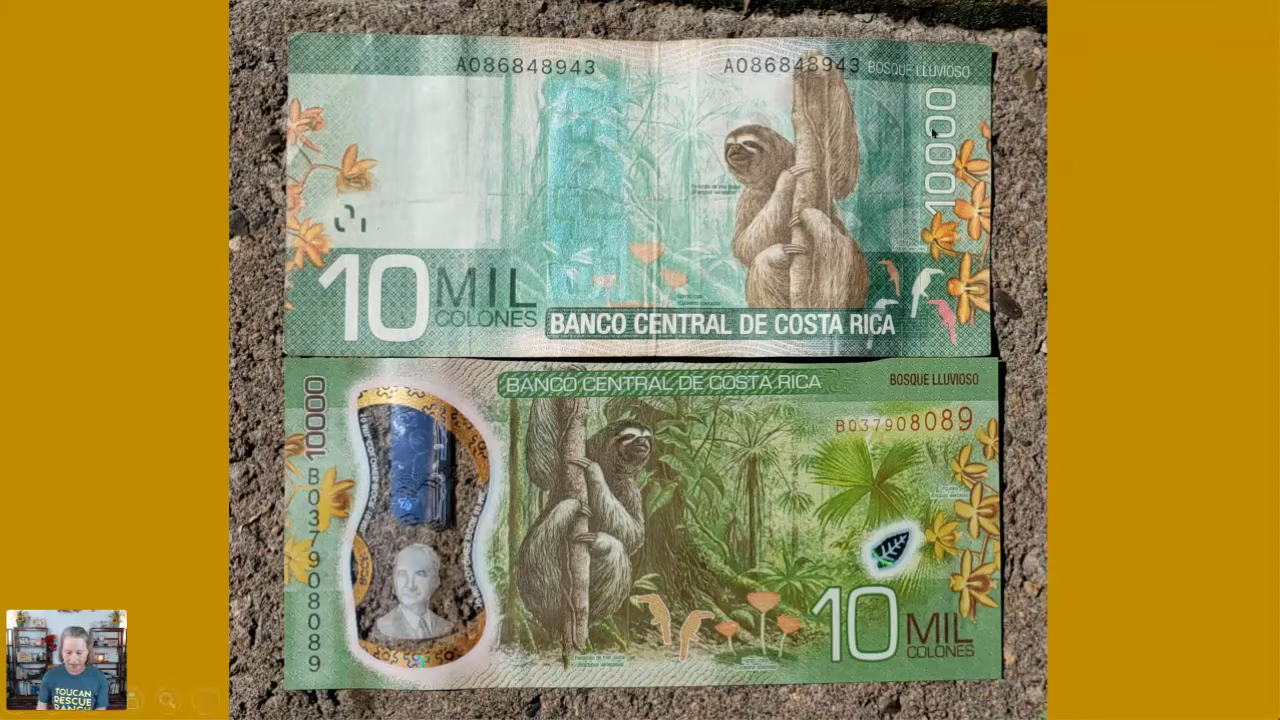 A086848943
A086848943
BOSQUE LLUVIOSO
10000
10 MIL
COLONES
BANCO CENTRAL DE COSTA RICA
10000
BANCO CENTRAL DE COSTA RICA
BOSQUE LLUVIOSO
B037908089
B037908089
10 MIL
COLONES
TOUCAN
RESCUE
RANCH